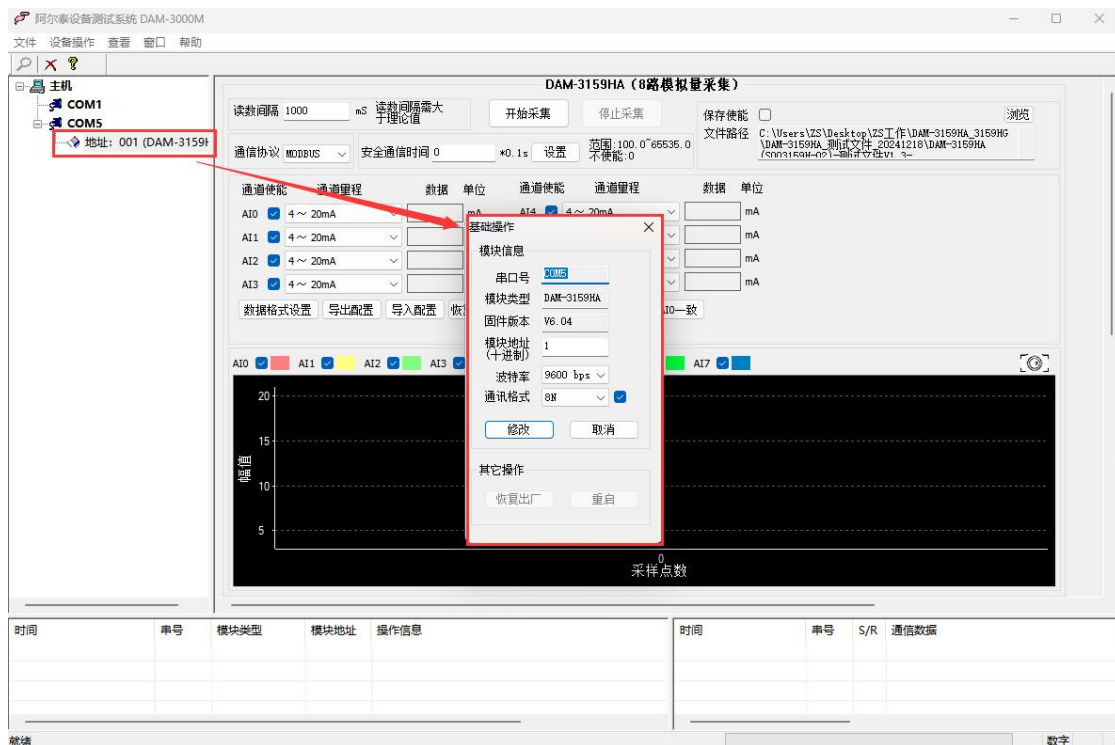 阿尔泰设备测试系统 DAM-3000M
文件 设备操作 查看 窗口 帮助
主机
COM1
COM5
地址：001 (DAM-3159H
DAM-3159HA（8路模拟量采集）
读数间隔 1000 mS 读数间隔需大于理论值
开始采集 停止采集
保存使能 浏览
文件路径 C:\Users\ZS\Desktop\ZS工作\DAM-3159HA_3159HG
\DAM-3159HA_测试文件_20241218\DAM-3159HA
(S003159H-02)-测试文件V1.3-
通信协议 MODBUS 安全通信时间 0 *0.1s 设置 范围:100.0~65535.0
不使能:0
通道使能 通道量程 数据 单位 通道使能 通道量程 数据 单位
AI0 4～ 20mA mA AI4 4～ 20mA mA
AI1 4～ 20mA mA
AI2 4～ 20mA mA
AI3 4～ 20mA mA
数据格式设置 导出配置 导入配置 恢 I0一致
AI0 AI1 AI2 AI3 AI7
20
15
10
5
幅值
0
采样点数
基础操作
模块信息
串口号 COM5
模块类型 DAM-3159HA
固件版本 V6.04
模块地址
(十进制) 1
波特率 9600 bps
通讯格式 8N
修改 取消
其它操作
恢复出厂 重启
时间 串号 模块类型 模块地址 操作信息
时间 串号 S/R 通信数据
就绪 数字